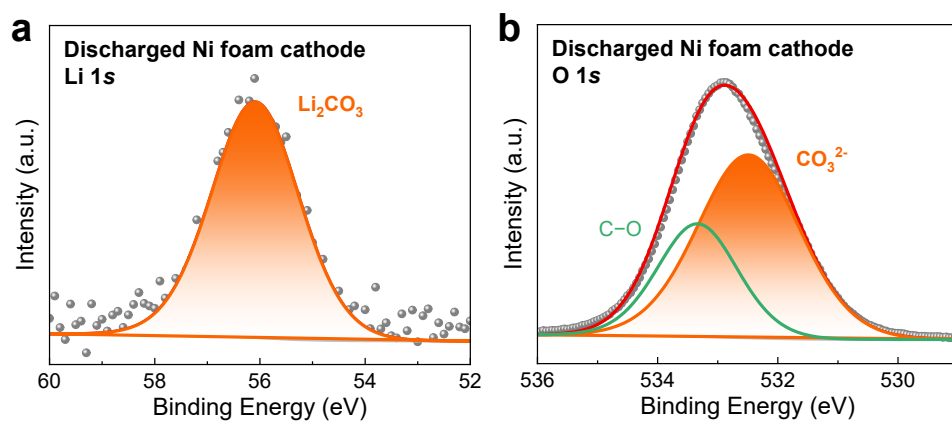 a
Discharged Ni foam cathode
Li 1s
Li₂CO₃
Intensity (a.u.)
60 58 56 54 52
Binding Energy (eV)
b
Discharged Ni foam cathode
O 1s
CO₃²⁻
C−O
Intensity (a.u.)
536 534 532 530
Binding Energy (eV)